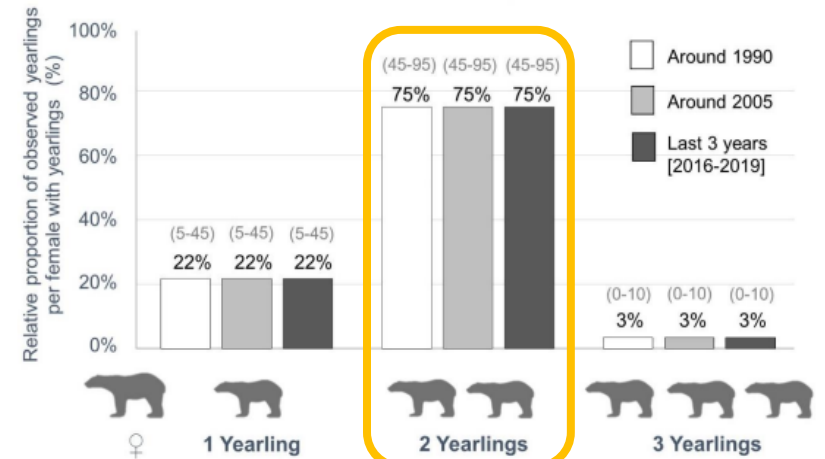 Relative proportion of observed yearlings
per female with yearlings (%)
100%
80%
60%
40%
20%
0%
(5-45) (5-45) (5-45)
22% 22% 22%
(45-95) (45-95) (45-95)
75% 75% 75%
(0-10) (0-10) (0-10)
3% 3% 3%
Around 1990
Around 2005
Last 3 years
[2016-2019]
♀ 1 Yearling 2 Yearlings 3 Yearlings